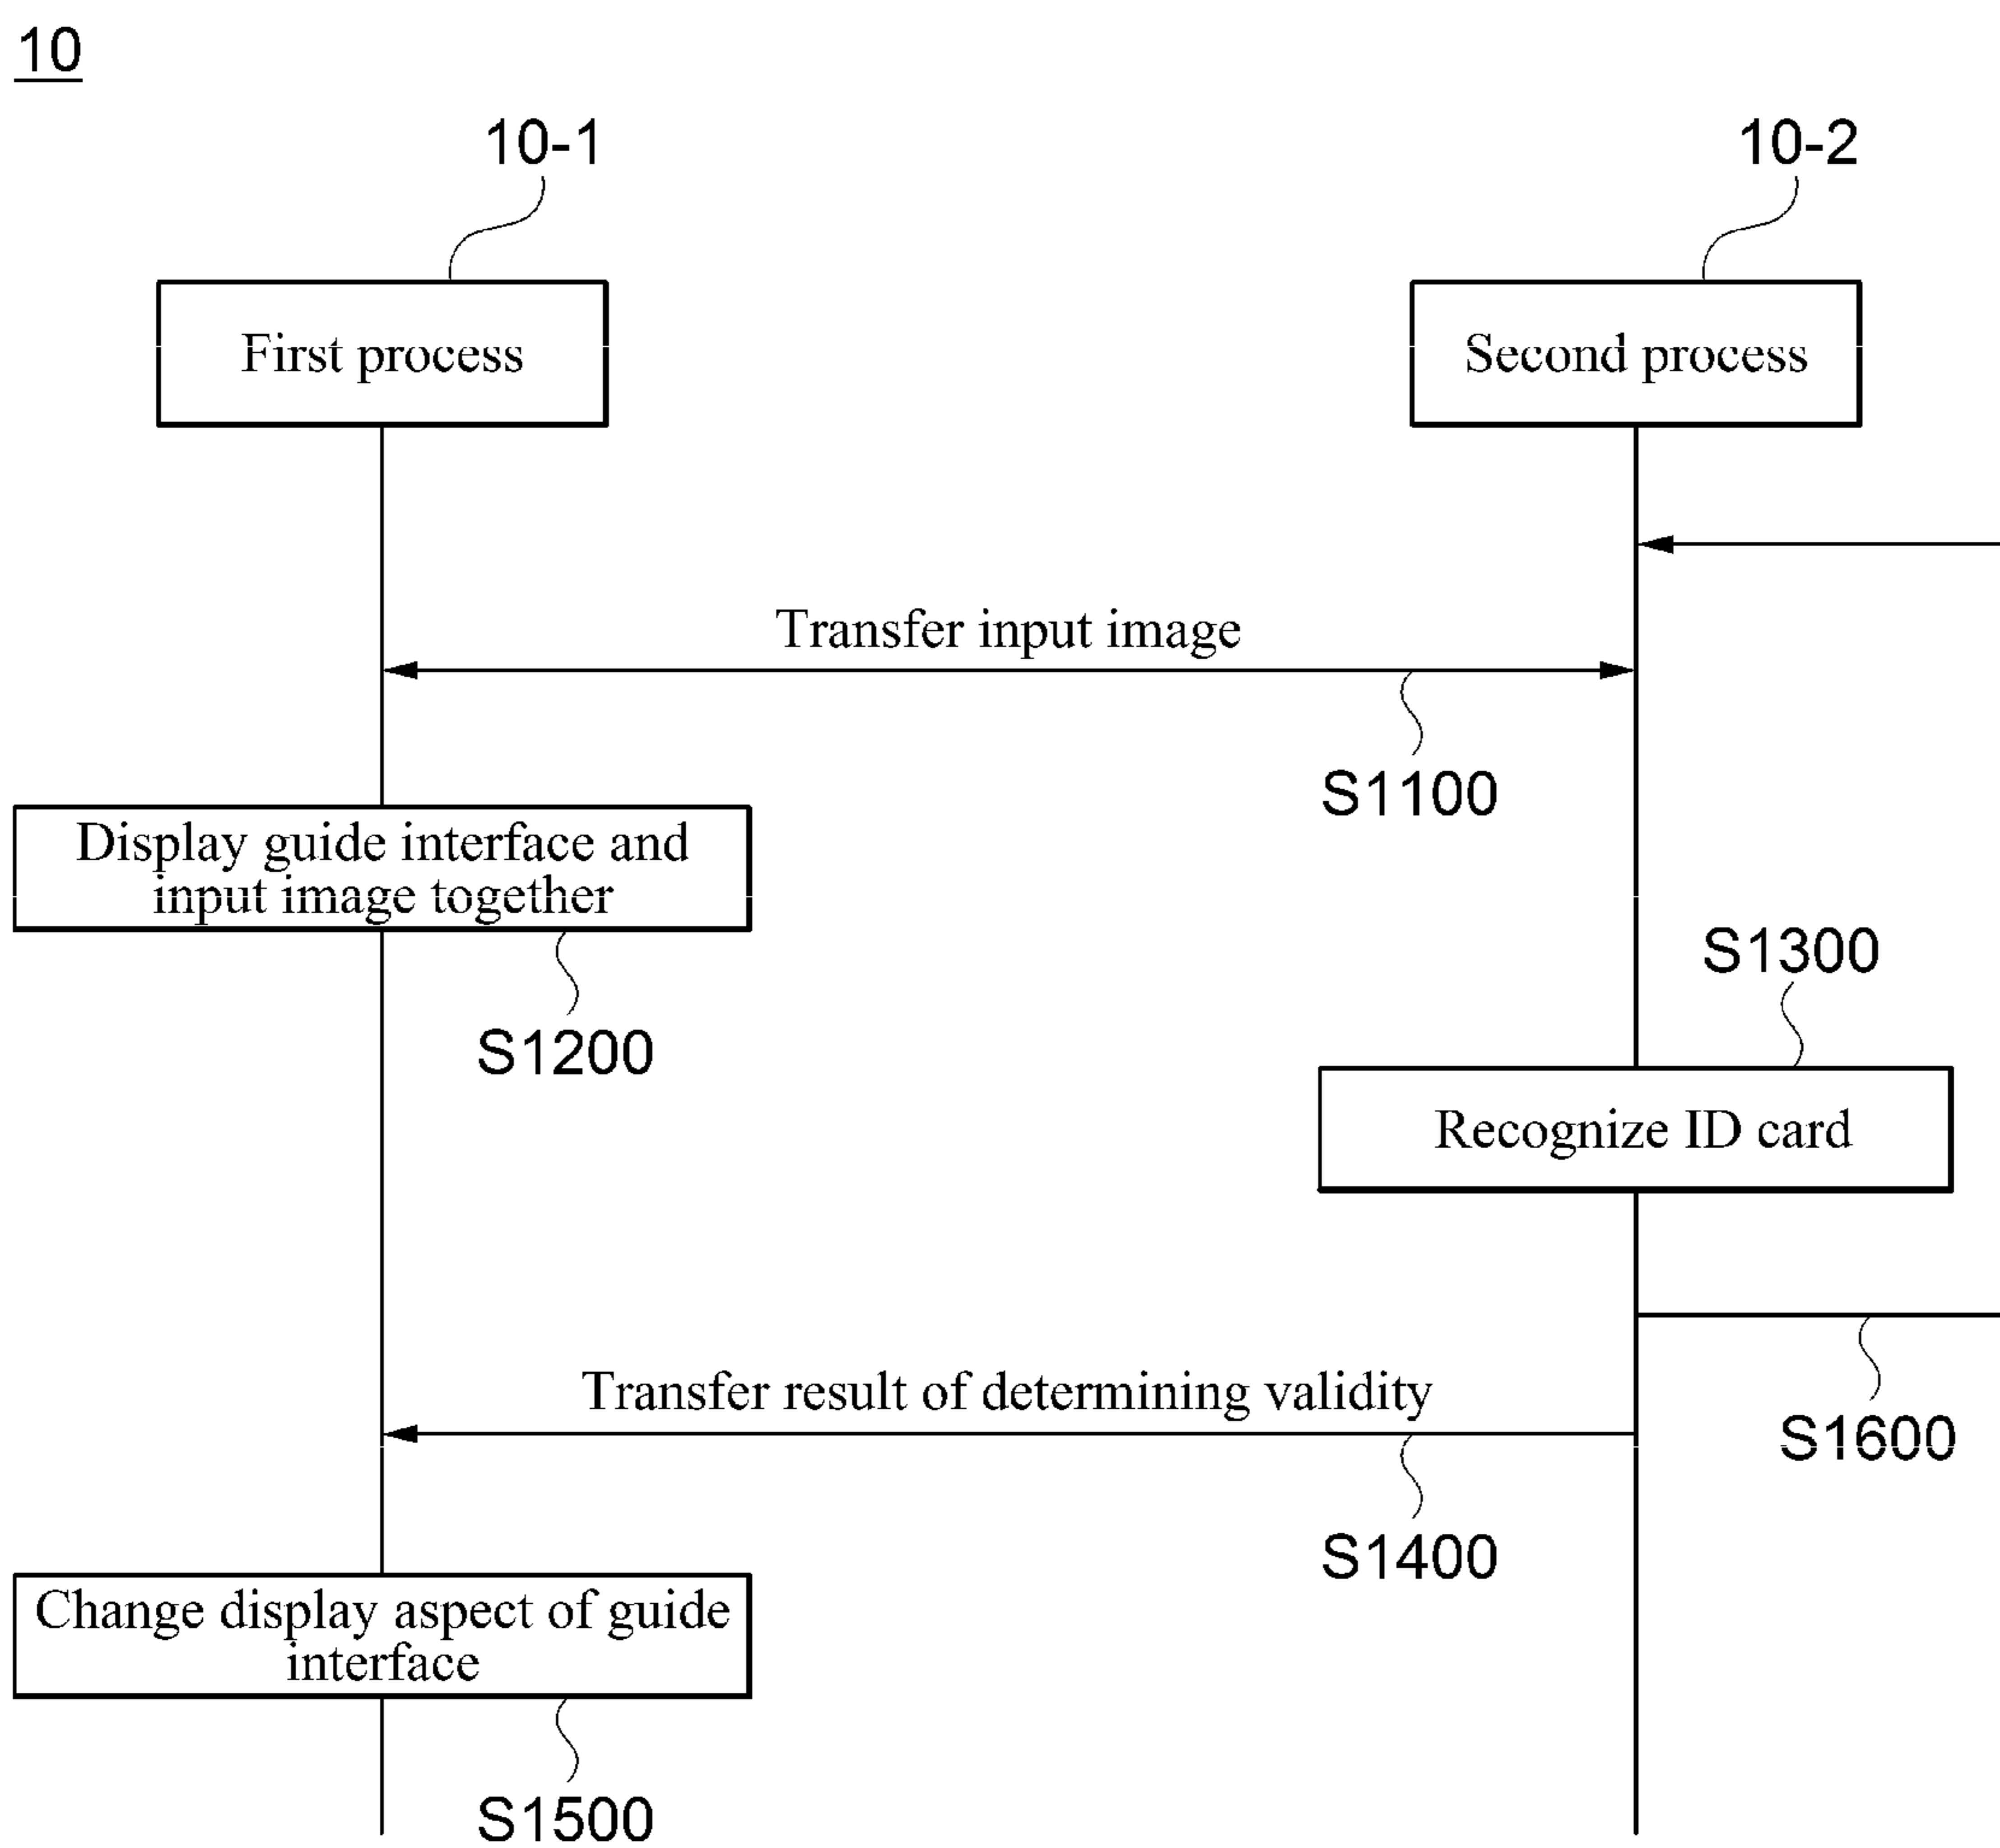 10
10-1
10-2
First process
Second process
Transfer input image
S1100
Display guide interface and
input image together
S1200
S1300
Recognize ID card
S1600
Transfer result of determining validity
S1400
Change display aspect of guide
interface
S1500